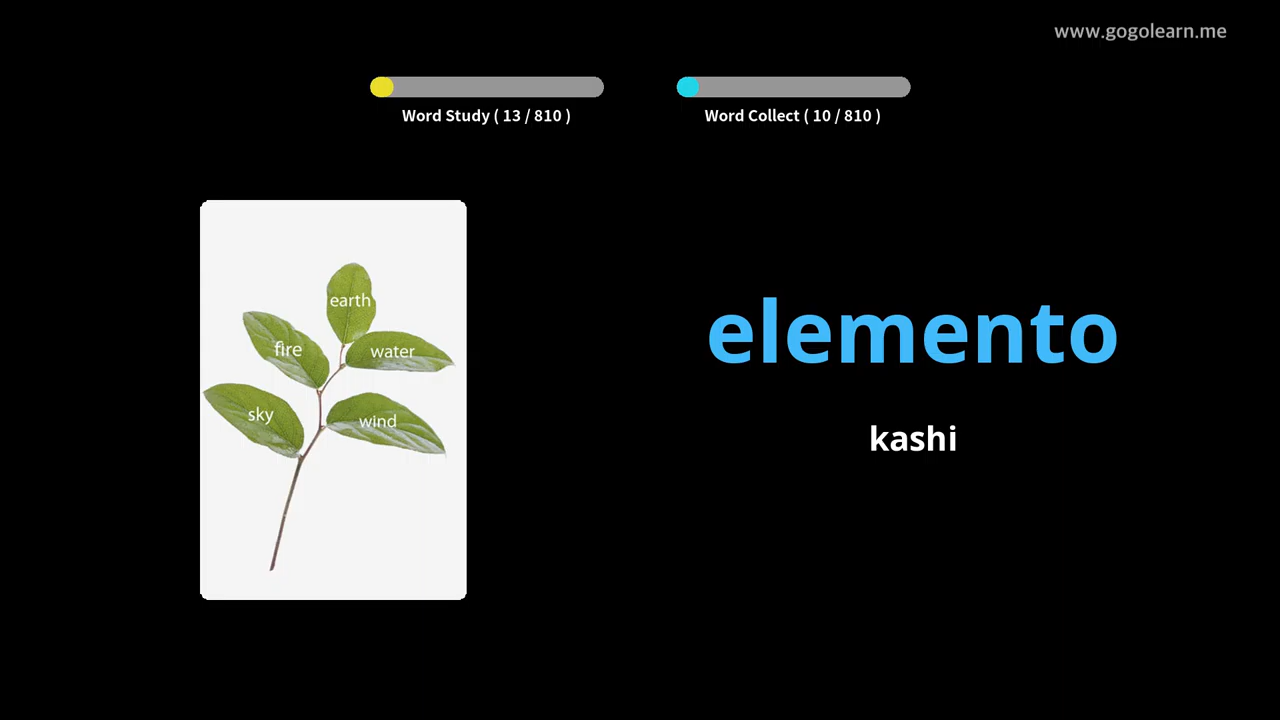 www.gogolearn.me
Word Study ( 13 / 810 )
Word Collect ( 10 / 810 )
earth
fire
water
sky
wind
elemento
kashi